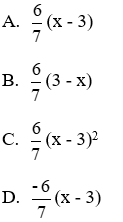 A. 6/7 (x - 3)
B. 6/7 (3 - x)
C. 6/7 (x - 3)²
D. -6/7 (x - 3)